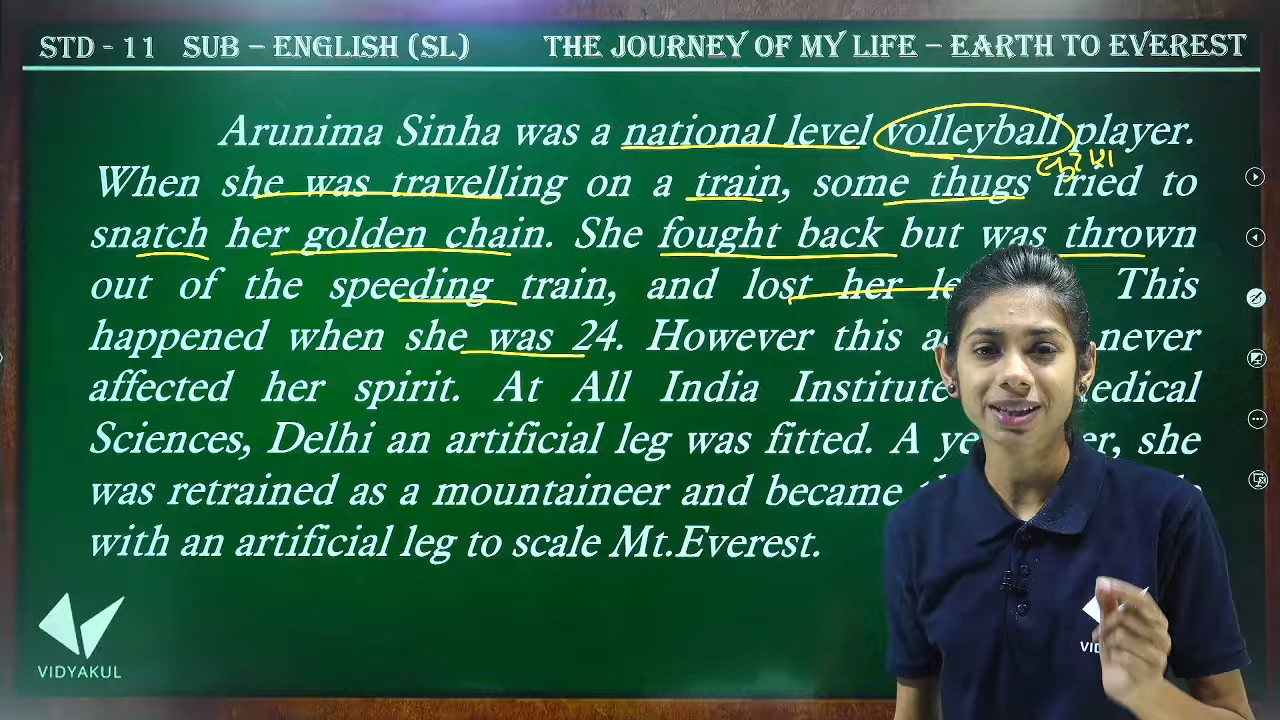 STD - 11 SUB – ENGLISH (SL) THE JOURNEY OF MY LIFE – EARTH TO EVEREST
Arunima Sinha was a national level volleyball player.
When she was travelling on a train, some thugs tried to
snatch her golden chain. She fought back but was thrown
out of the speeding train, and lost her This
happened when she was 24. However this never
affected her spirit. At All India Institute
Sciences, Delhi an artificial leg was fitted. A she
was retrained as a mountaineer and became
with an artificial leg to scale Mt.Everest.
VIDYAKUL